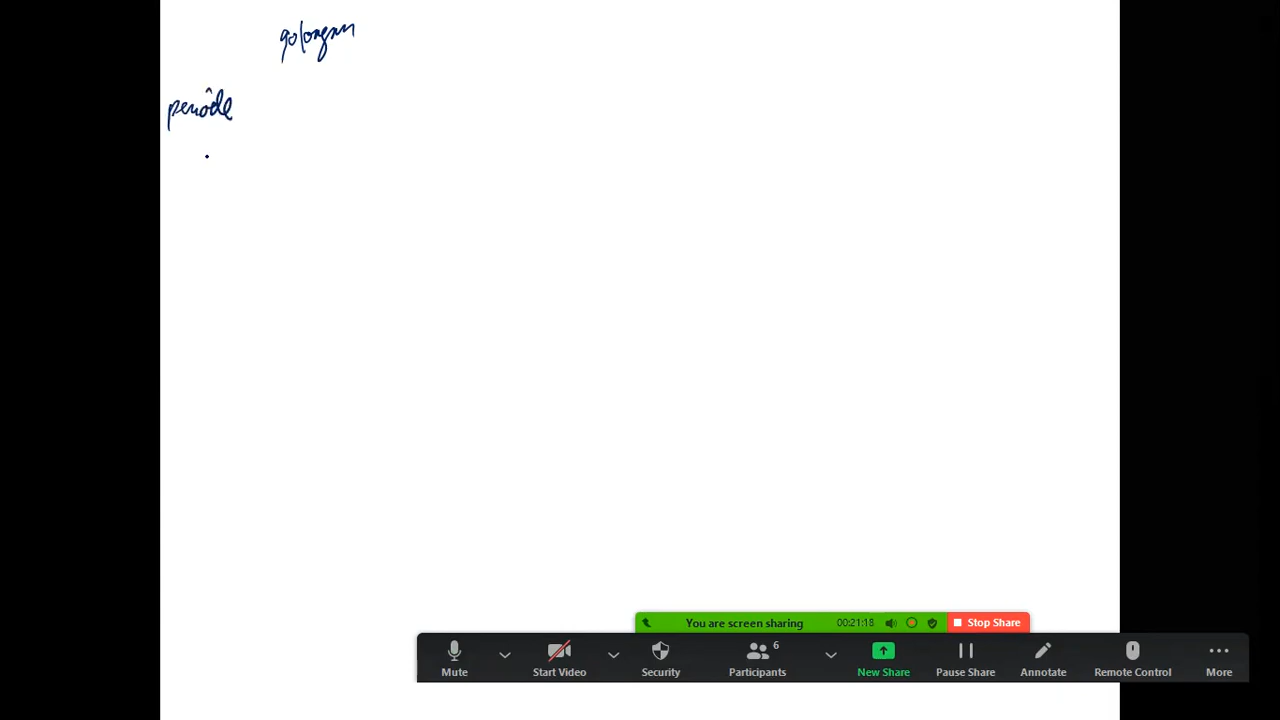 golongan
periode
You are screen sharing 00:21:18 Stop Share
6
Mute Start Video Security Participants New Share Pause Share Annotate Remote Control More